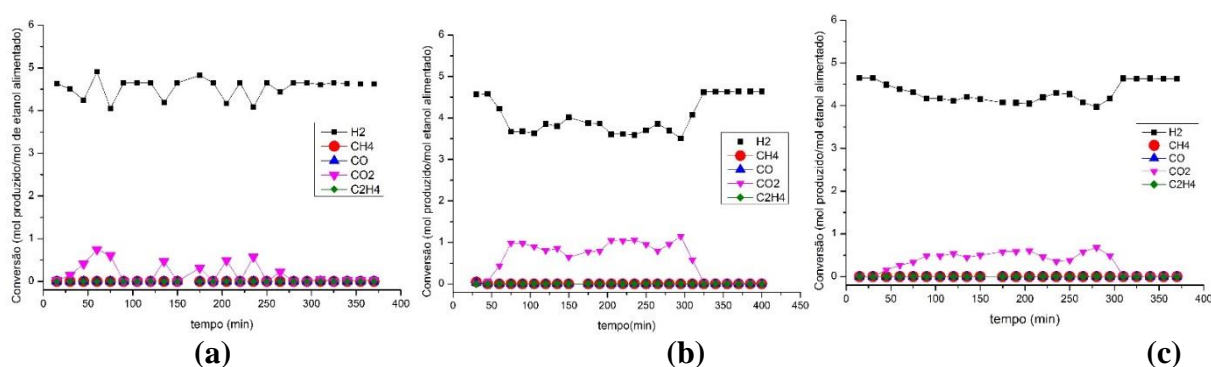 Conversão (mol produzido/mol de etanol alimentado)
6
5
4
3
2
1
0
H2
CH4
CO
CO2
C2H4
0 50 100 150 200 250 300 350 400
tempo (min)
(a)
Conversão (mol produzido/mol etanol alimentado)
6
5
4
3
2
1
0
H2
CH4
CO
CO2
C2H4
0 50 100 150 200 250 300 350 400 450
tempo(min)
(b)
Conversão (mol produzido/mol etanol alimentado)
6
5
4
3
2
1
0
H2
CH4
CO
CO2
C2H4
0 50 100 150 200 250 300 350 400
tempo (min)
(c)